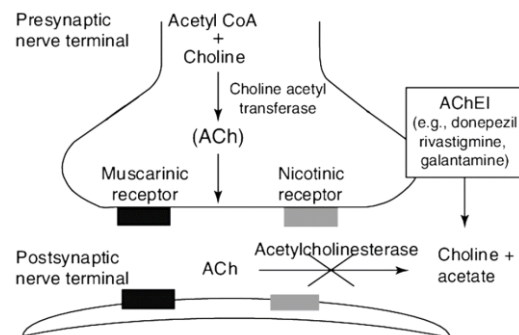 Presynaptic
nerve terminal
Acetyl CoA
+
Choline
Choline acetyl
transferase
(ACh)
AChEI
(e.g., donepezil
rivastigmine,
galantamine)
Muscarinic
receptor
Nicotinic
receptor
Postsynaptic
nerve terminal
ACh
Acetylcholinesterase
Choline +
acetate